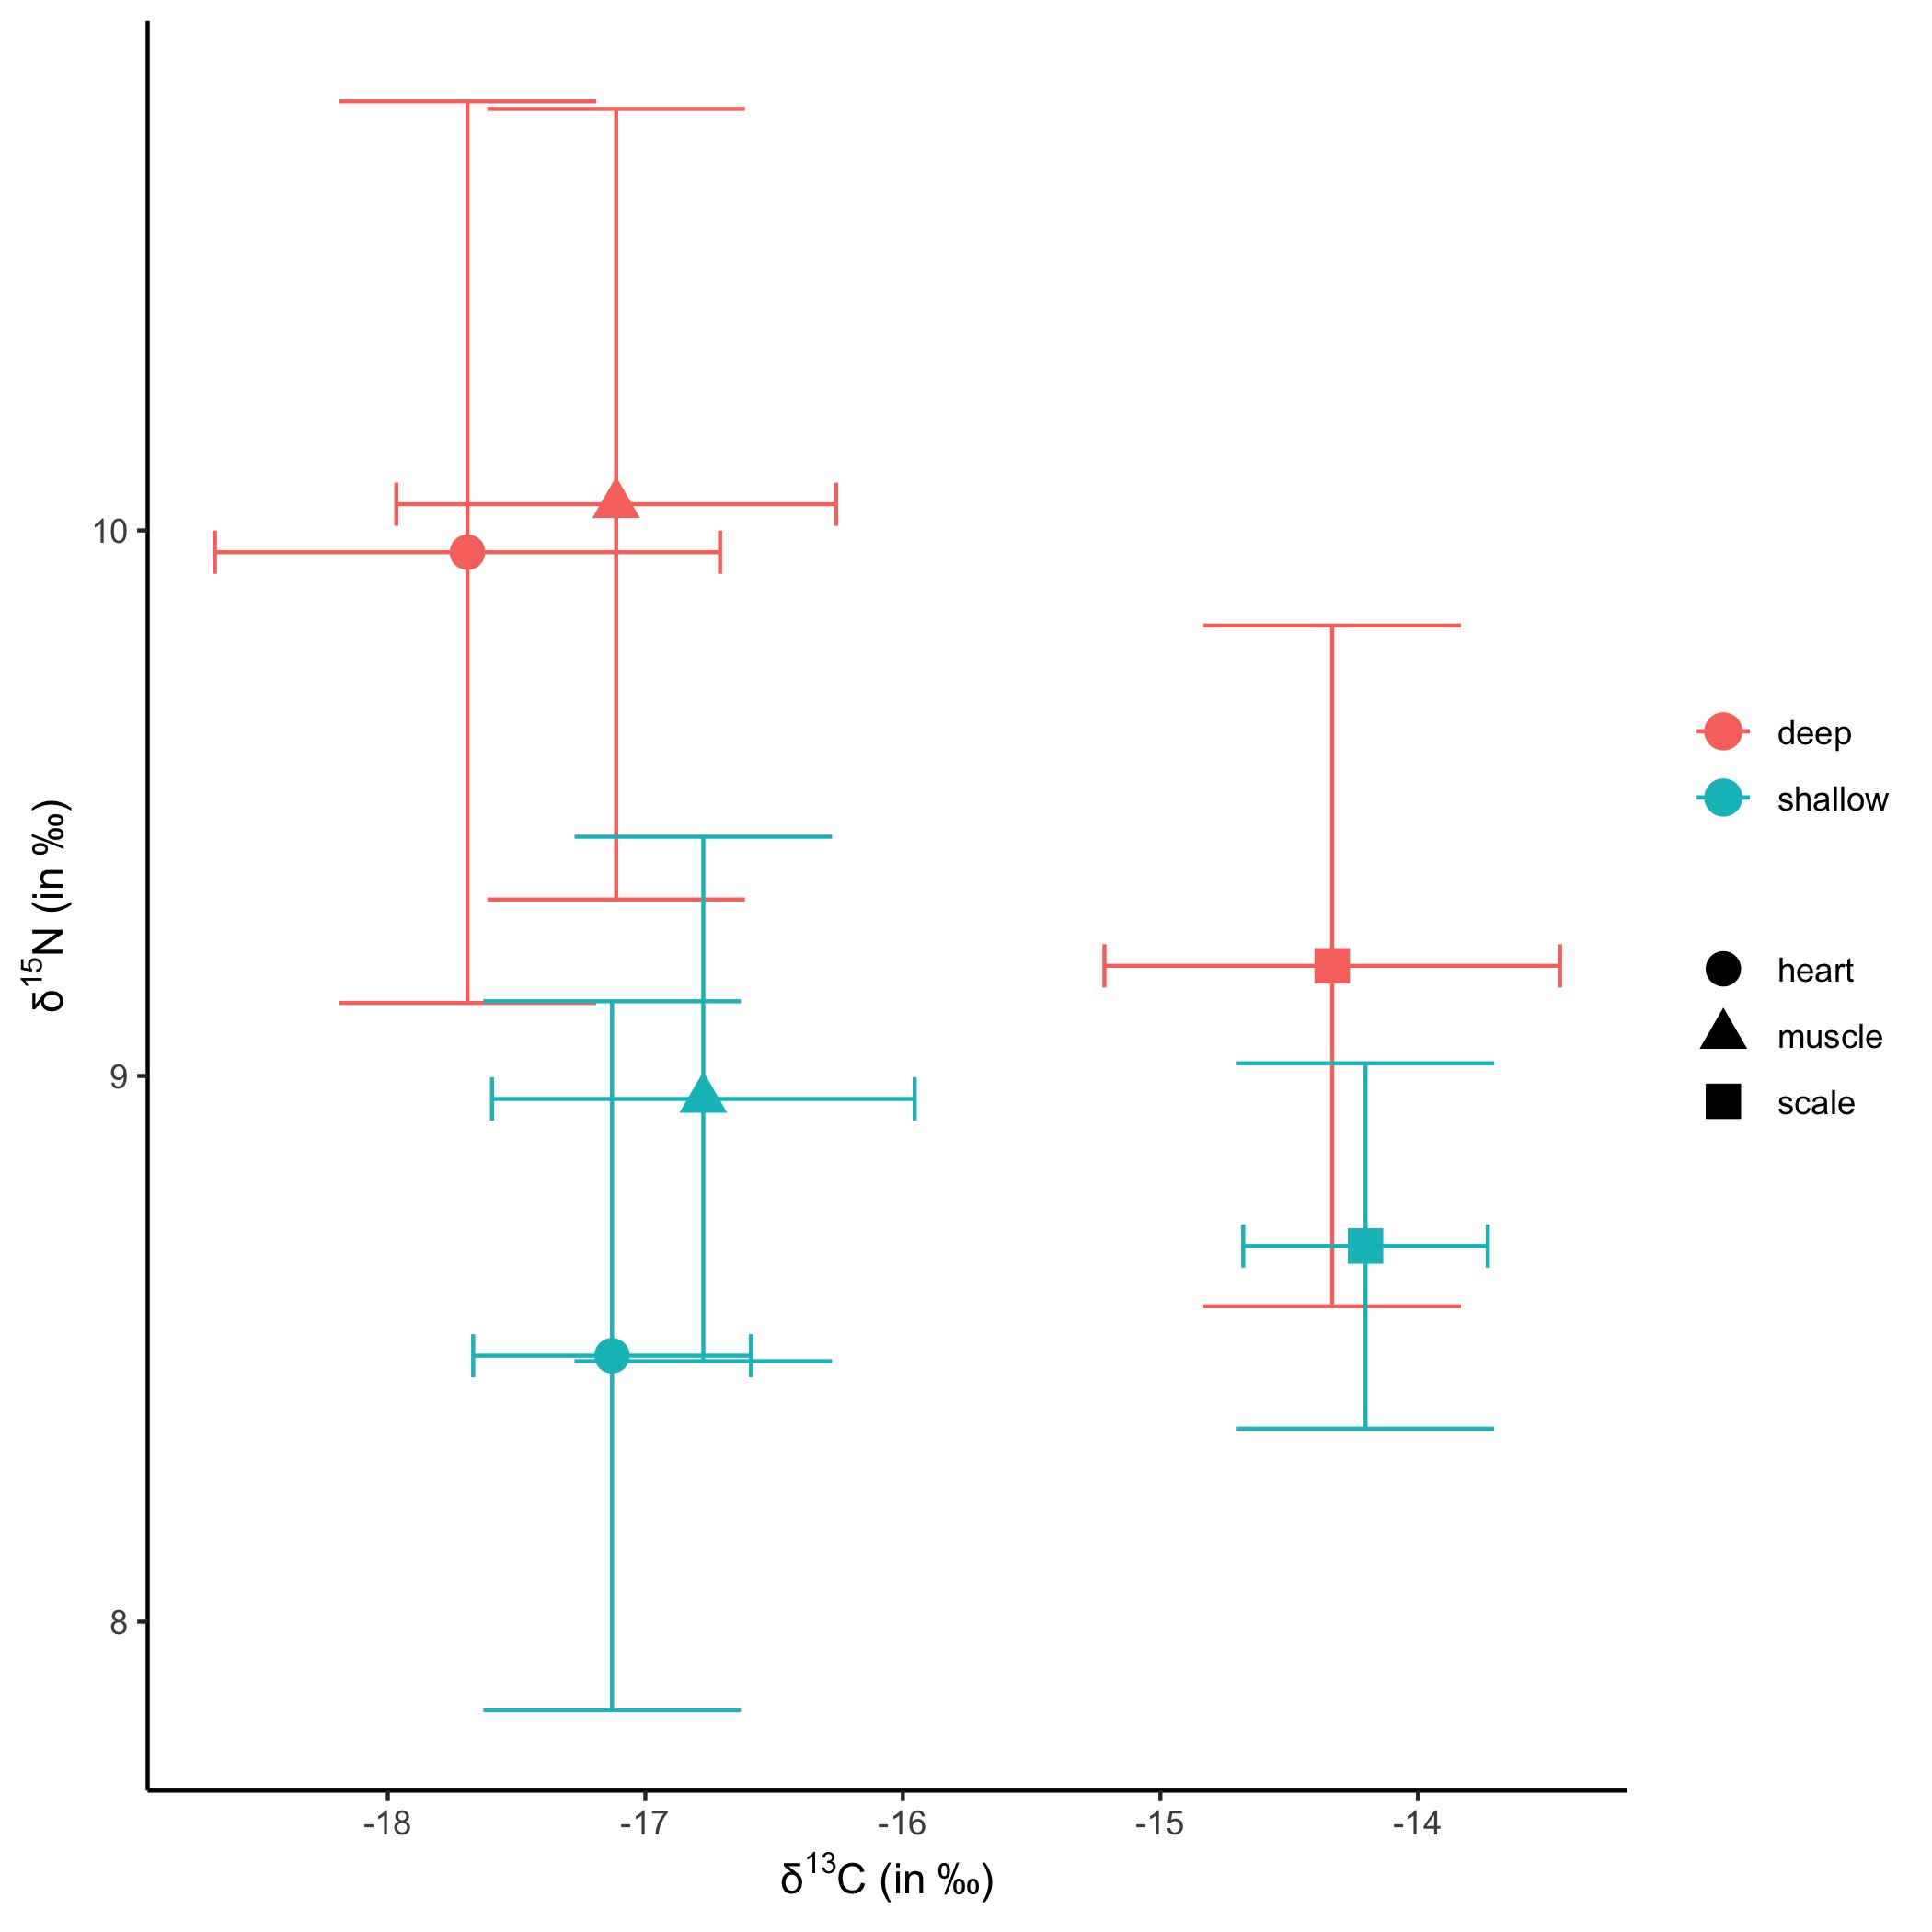 δ¹⁵N (in ‰)
10
9
8
-18
-17
-16
-15
-14
δ¹³C (in ‰)
deep
shallow
heart
muscle
scale